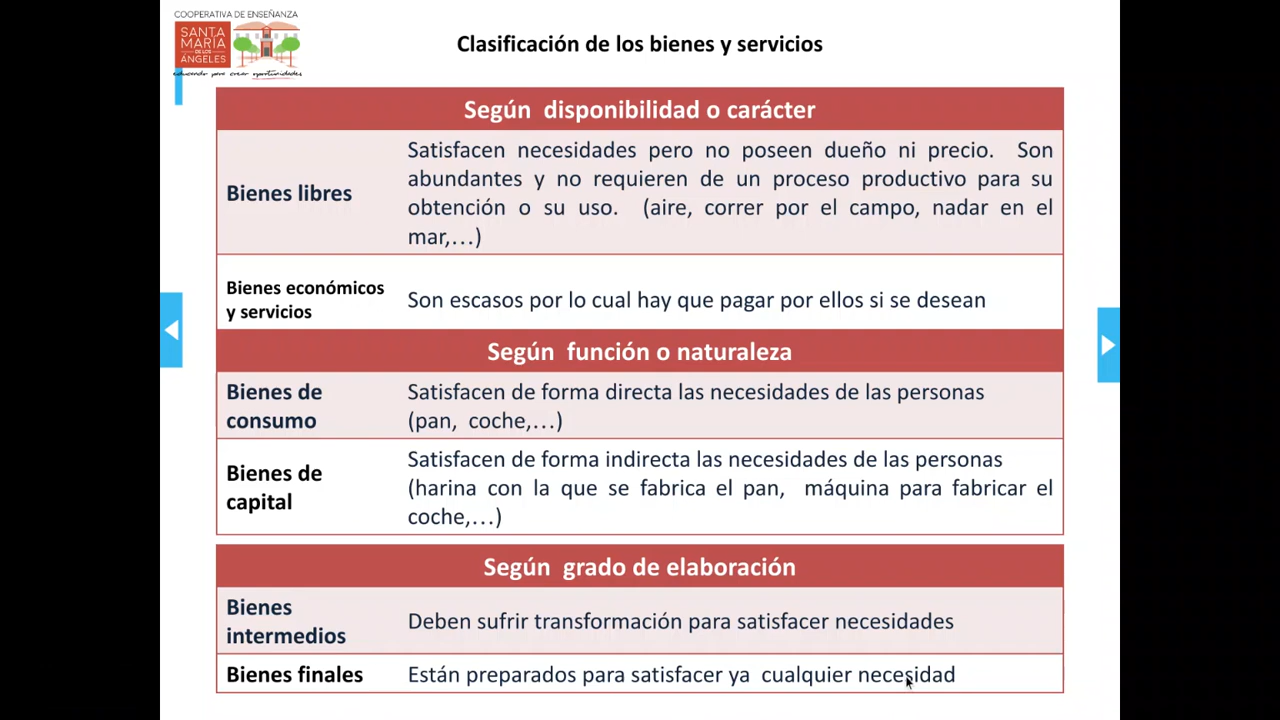 COOPERATIVA DE ENSEÑANZA
SANTA
MARÍA
DE LOS
ÁNGELES
educando para crear oportunidades
Clasificación de los bienes y servicios
Según disponibilidad o carácter
Bienes libres
Satisfacen necesidades pero no poseen dueño ni precio. Son
abundantes y no requieren de un proceso productivo para su
obtención o su uso. (aire, correr por el campo, nadar en el
mar,...)
Bienes económicos
y servicios
Son escasos por lo cual hay que pagar por ellos si se desean
Según función o naturaleza
Bienes de
consumo
Satisfacen de forma directa las necesidades de las personas
(pan, coche,...)
Bienes de
capital
Satisfacen de forma indirecta las necesidades de las personas
(harina con la que se fabrica el pan, máquina para fabricar el
coche,...)
Según grado de elaboración
Bienes
intermedios
Deben sufrir transformación para satisfacer necesidades
Bienes finales
Están preparados para satisfacer ya cualquier necesidad